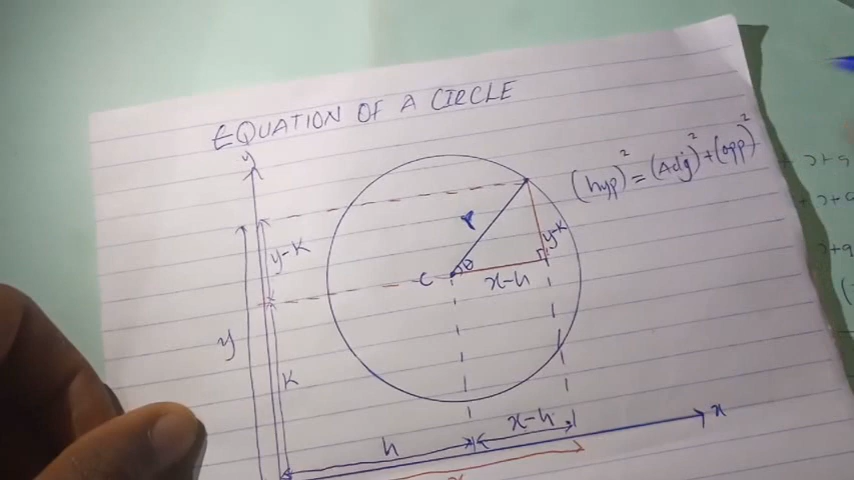 EQUATION OF A CIRCLE
y
(hyp)² = (Adj)² + (opp)²
r
y-k
y-k
θ
C
x-h
y
k
x-h
x
h